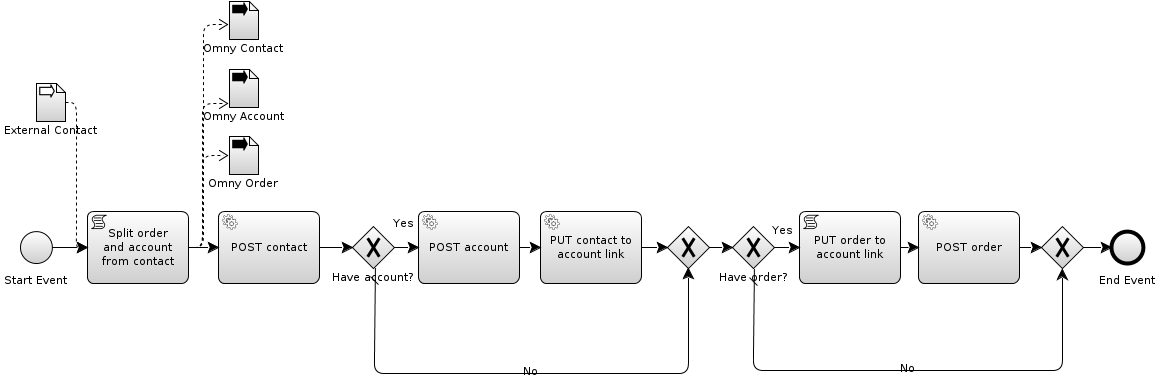 Omny Contact
Omny Account
External Contact
Omny Order
Start Event
Split order
and account
from contact
POST contact
Have account?
Yes
POST account
PUT contact to
account link
Have order?
Yes
PUT order to
account link
POST order
End Event
No
No